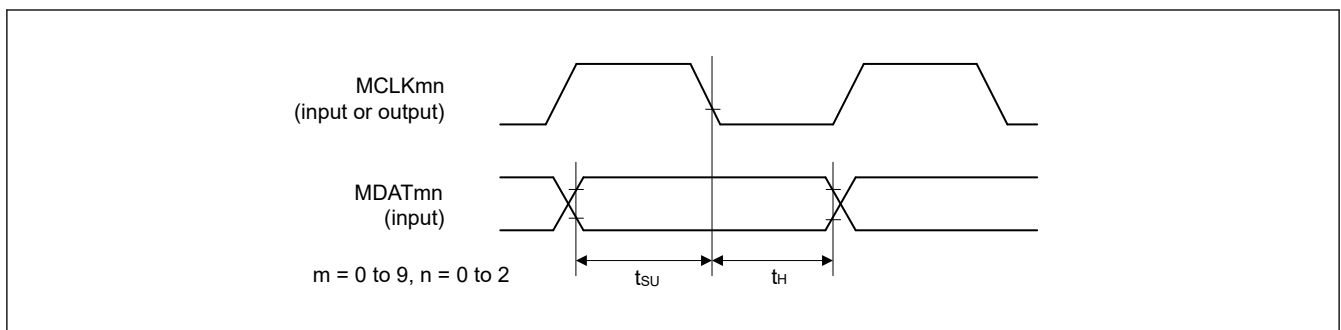 MCLKmn
(input or output)
MDATmn
(input)
m = 0 to 9, n = 0 to 2
tSU
tH